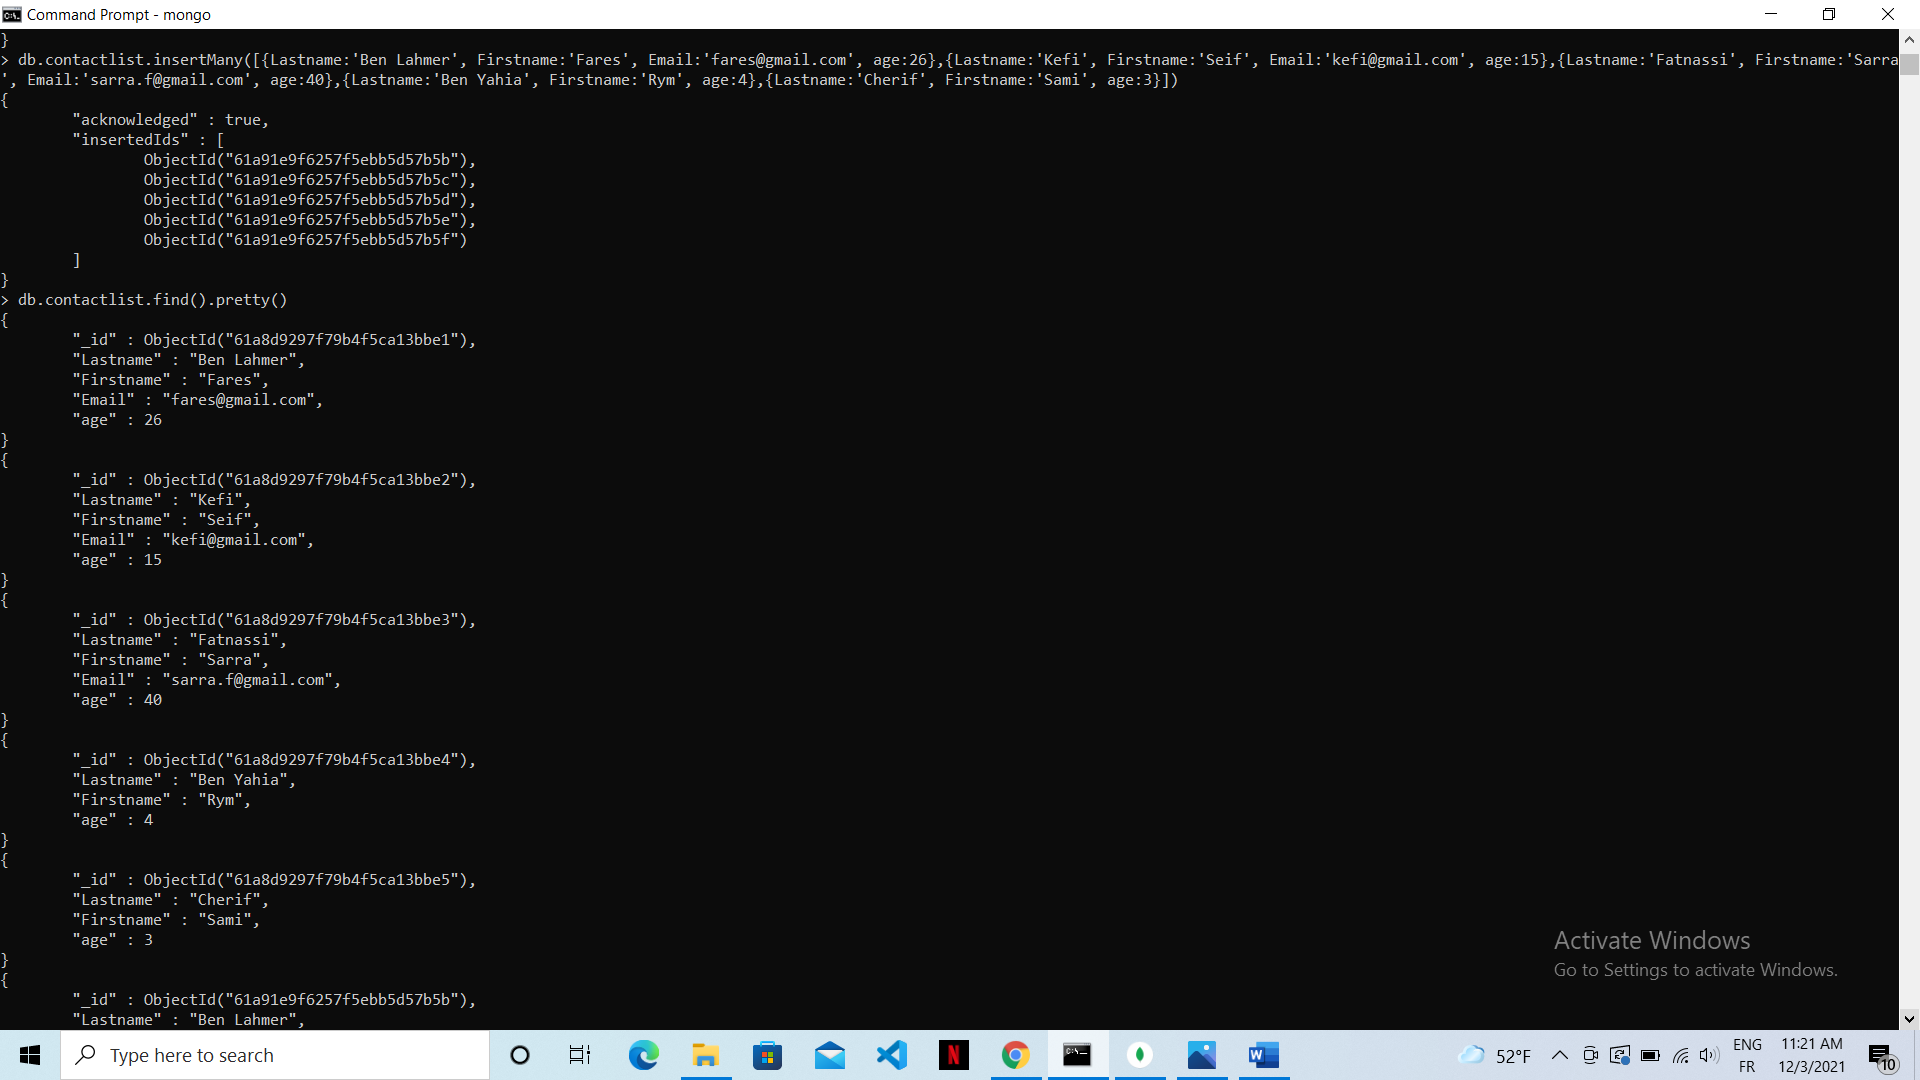 Command Prompt - mongo
}
> db.contactlist.insertMany([{Lastname:'Ben Lahmer', Firstname:'Fares', Email:'fares@gmail.com', age:26},{Lastname:'Kefi', Firstname:'Seif', Email:'kefi@gmail.com', age:15},{Lastname:'Fatnassi', Firstname:'Sarra
', Email:'sarra.f@gmail.com', age:40},{Lastname:'Ben Yahia', Firstname:'Rym', age:4},{Lastname:'Cherif', Firstname:'Sami', age:3}])
{
"acknowledged" : true,
"insertedIds" : [
ObjectId("61a91e9f6257f5ebb5d57b5b"),
ObjectId("61a91e9f6257f5ebb5d57b5c"),
ObjectId("61a91e9f6257f5ebb5d57b5d"),
ObjectId("61a91e9f6257f5ebb5d57b5e"),
ObjectId("61a91e9f6257f5ebb5d57b5f")
]
}
> db.contactlist.find().pretty()
{
"_id" : ObjectId("61a8d9297f79b4f5ca13bbe1"),
"Lastname" : "Ben Lahmer",
"Firstname" : "Fares",
"Email" : "fares@gmail.com",
"age" : 26
}
{
"_id" : ObjectId("61a8d9297f79b4f5ca13bbe2"),
"Lastname" : "Kefi",
"Firstname" : "Seif",
"Email" : "kefi@gmail.com",
"age" : 15
}
{
"_id" : ObjectId("61a8d9297f79b4f5ca13bbe3"),
"Lastname" : "Fatnassi",
"Firstname" : "Sarra",
"Email" : "sarra.f@gmail.com",
"age" : 40
}
{
"_id" : ObjectId("61a8d9297f79b4f5ca13bbe4"),
"Lastname" : "Ben Yahia",
"Firstname" : "Rym",
"age" : 4
}
{
"_id" : ObjectId("61a8d9297f79b4f5ca13bbe5"),
"Lastname" : "Cherif",
"Firstname" : "Sami",
"age" : 3
}
{
"_id" : ObjectId("61a91e9f6257f5ebb5d57b5b"),
"Lastname" : "Ben Lahmer",
Activate Windows
Go to Settings to activate Windows.
Type here to search
52°F
ENG
FR
11:21 AM
12/3/2021
10